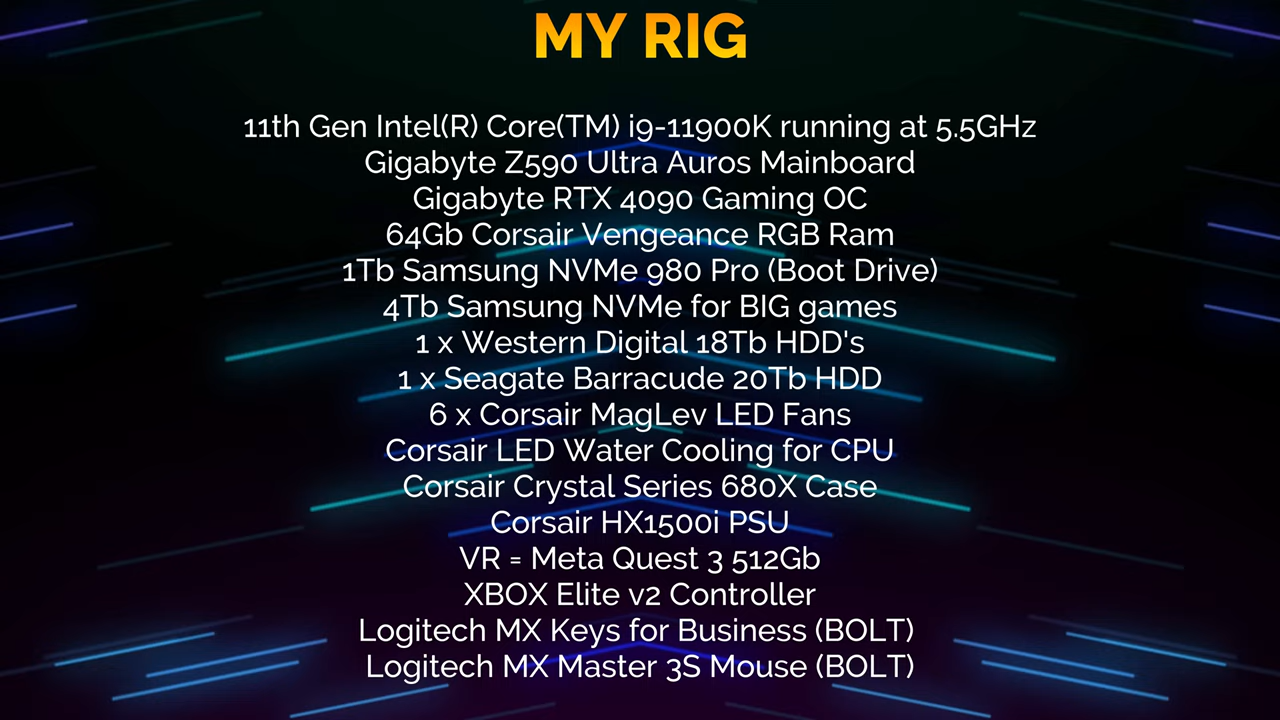 MY RIG
11th Gen Intel(R) Core(TM) i9-11900K running at 5.5GHz
Gigabyte Z590 Ultra Auros Mainboard
Gigabyte RTX 4090 Gaming OC
64Gb Corsair Vengeance RGB Ram
1Tb Samsung NVMe 980 Pro (Boot Drive)
4Tb Samsung NVMe for BIG games
1 x Western Digital 18Tb HDD's
1 x Seagate Barracude 20Tb HDD
6 x Corsair MagLev LED Fans
Corsair LED Water Cooling for CPU
Corsair Crystal Series 680X Case
Corsair HX1500i PSU
VR = Meta Quest 3 512Gb
XBOX Elite v2 Controller
Logitech MX Keys for Business (BOLT)
Logitech MX Master 3S Mouse (BOLT)